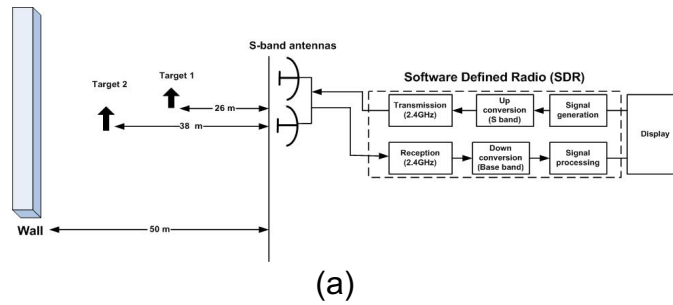 S-band antennas
Target 1
Target 2
26 m
38 m
Wall
50 m
Software Defined Radio (SDR)
Transmission
(2.4GHz)
Up
conversion
(S band)
Signal
generation
Reception
(2.4GHz)
Down
conversion
(Base band)
Signal
processing
Display
(a)